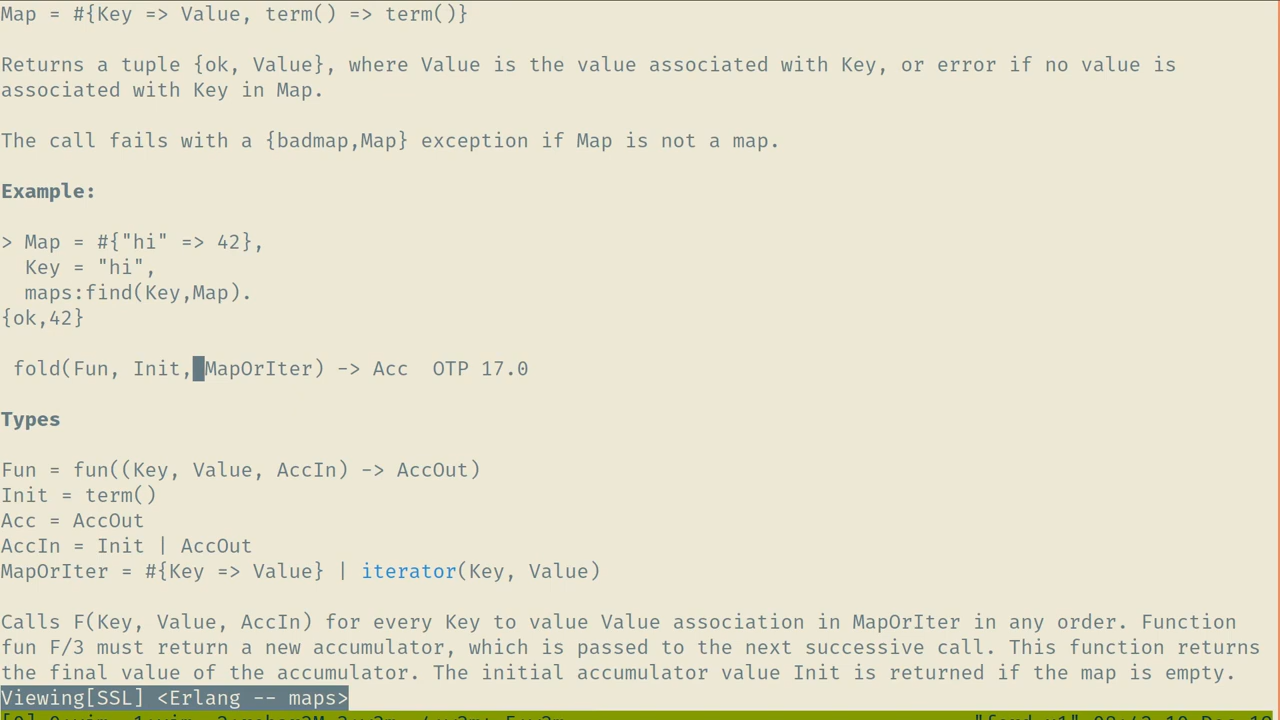 Map = #{Key => Value, term() => term()}
Returns a tuple {ok, Value}, where Value is the value associated with Key, or error if no value is
associated with Key in Map.
The call fails with a {badmap,Map} exception if Map is not a map.
Example:
> Map = #{"hi" => 42},
  Key = "hi",
  maps:find(Key,Map).
{ok,42}
fold(Fun, Init, MapOrIter) -> Acc  OTP 17.0
Types
Fun = fun((Key, Value, AccIn) -> AccOut)
Init = term()
Acc = AccOut
AccIn = Init | AccOut
MapOrIter = #{Key => Value} | iterator(Key, Value)
Calls F(Key, Value, AccIn) for every Key to value Value association in MapOrIter in any order. Function
fun F/3 must return a new accumulator, which is passed to the next successive call. This function returns
the final value of the accumulator. The initial accumulator value Init is returned if the map is empty.
Viewing[SSL] <Erlang -- maps>